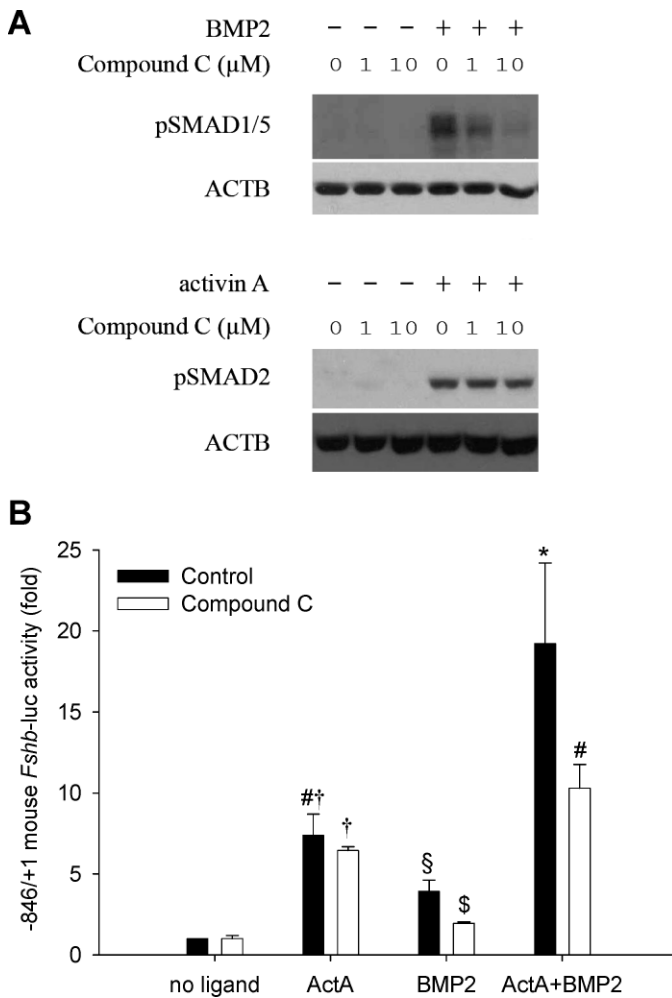 A
BMP2 − − − + + +
Compound C (μM) 0 1 10 0 1 10
pSMAD1/5
ACTB
activin A − − − + + +
Compound C (μM) 0 1 10 0 1 10
pSMAD2
ACTB
B
-846/+1 mouse Fshb-luc activity (fold)
25
20
15
10
5
0
Control
Compound C
#†
†
§
$
*
#
no ligand ActA BMP2 ActA+BMP2